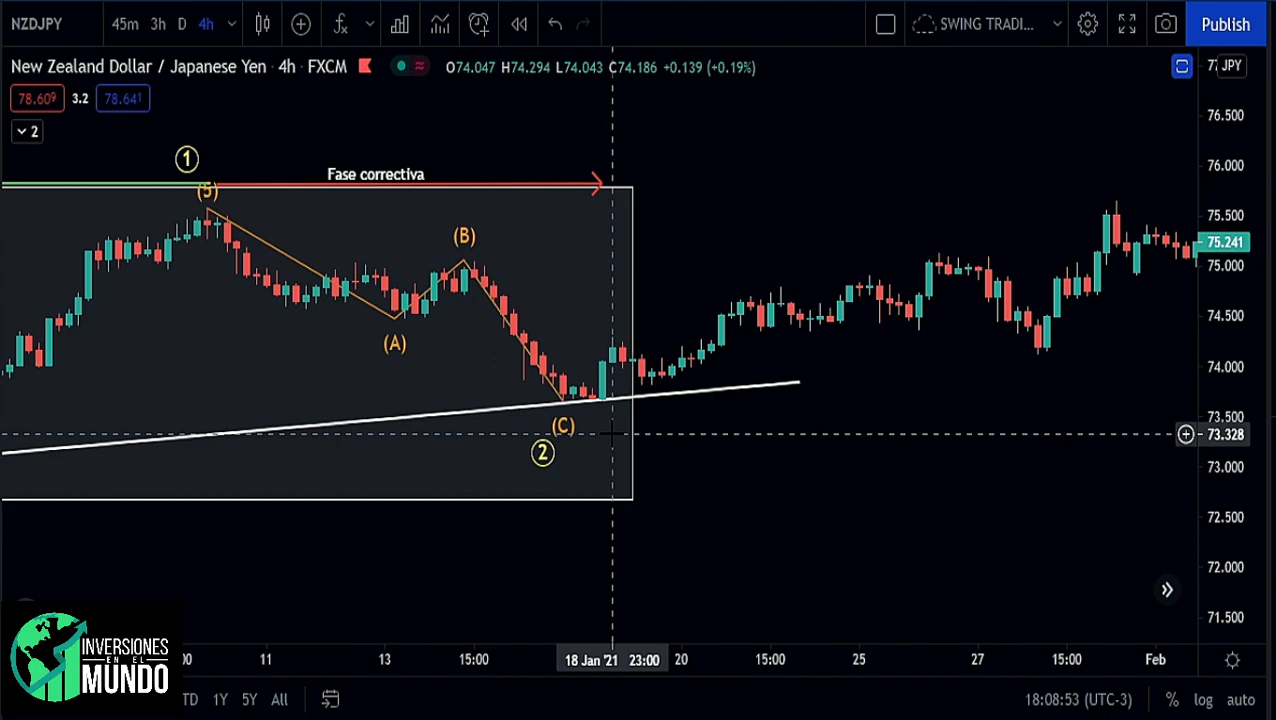 NZDJPY 45m 3h D 4h SWING TRADI... Publish
New Zealand Dollar / Japanese Yen · 4h · FXCM O74.047 H74.294 L74.043 C74.186 +0.139 (+0.19%) JPY
78.609 3.2 78.641
2
76.500
1
76.000
Fase correctiva
(5)
75.500
(B)
75.241
75.000
74.500
(A)
74.000
73.500
(C)
73.328
2
73.000
72.500
72.000
71.500
INVERSIONES
EN EL
MUNDO
11 13 15:00 18 Jan '21 23:00 20 15:00 25 27 15:00 Feb
TD 1Y 5Y All 18:08:53 (UTC-3) % log auto